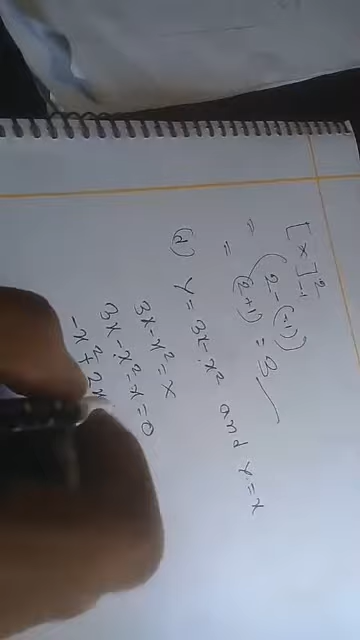 [x]²₋₁
= (2 - (-1))
= (2+1) = 3
(d) y = 3x - x² and y = x
3x - x² = x
3x - x² - x = 0
-x² + 2x